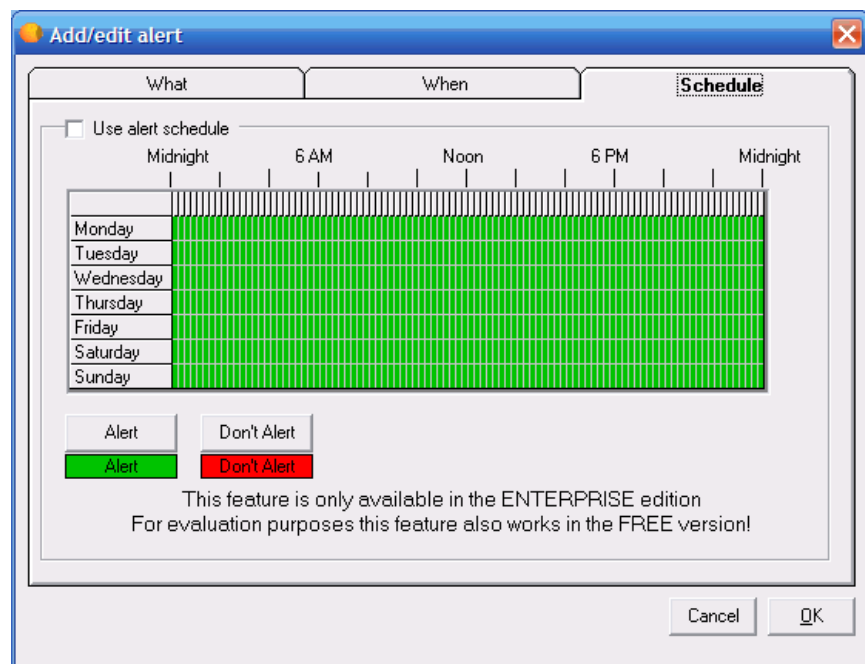 Add/edit alert
What When Schedule
Use alert schedule
Midnight 6 AM Noon 6 PM Midnight
Monday
Tuesday
Wednesday
Thursday
Friday
Saturday
Sunday
Alert Don't Alert
Alert Don't Alert
This feature is only available in the ENTERPRISE edition
For evaluation purposes this feature also works in the FREE version!
Cancel OK